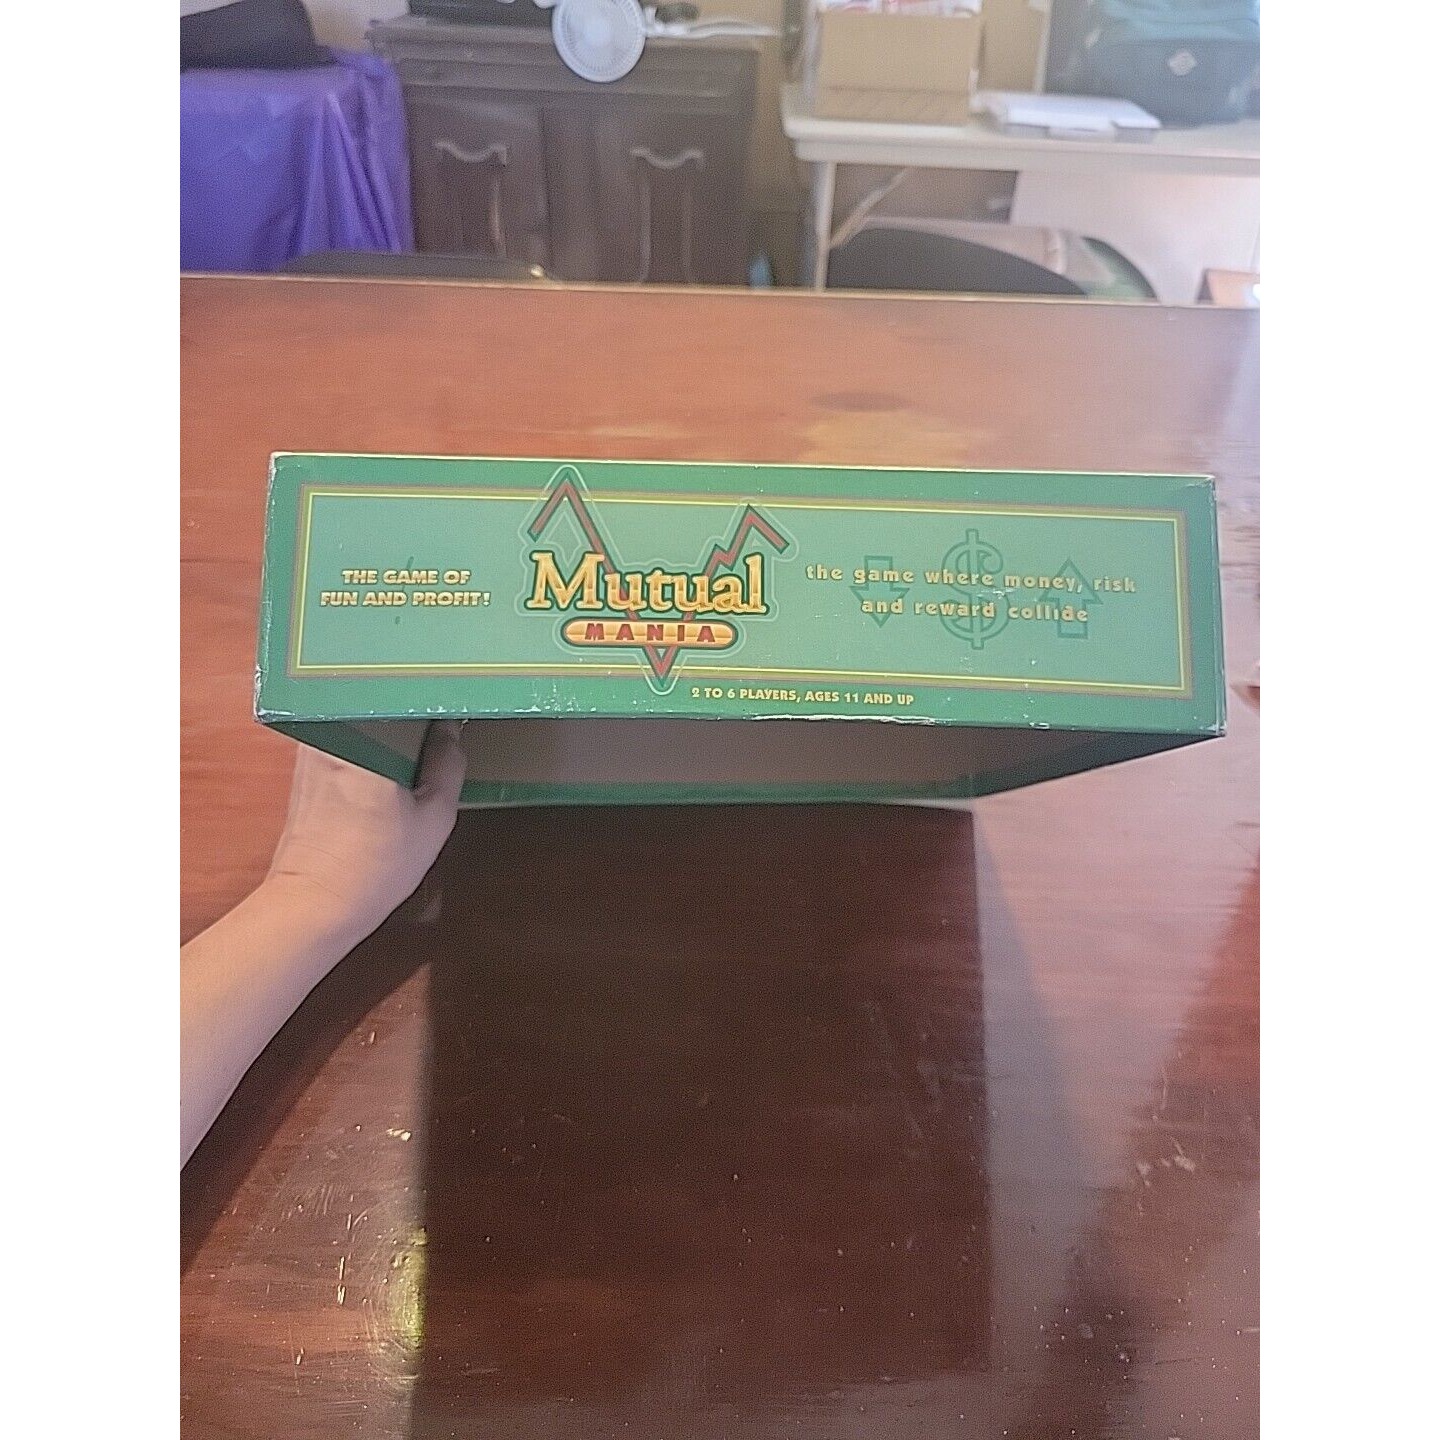 THE GAME OF
FUN AND PROFIT!
Mutual
MANIA
the game where money, risk
and reward collide
2 TO 6 PLAYERS, AGES 11 AND UP